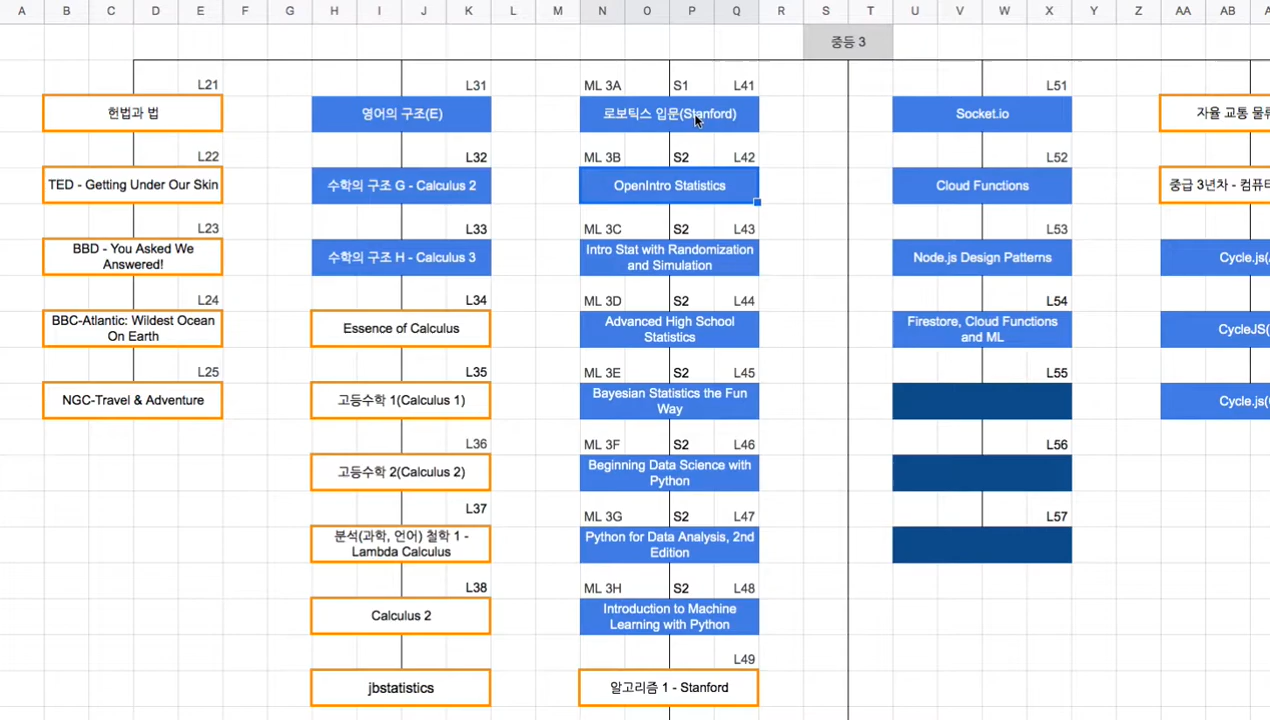 A B C D E F G H I J K L M N O P Q R S T U V W X Y Z AA AB
중등 3
L21 L31 ML 3A S1 L41 L51
헌법과 법 영어의 구조(E) 로보틱스 입문(Stanford) Socket.io 자율 교통 물류
L22 L32 ML 3B S2 L42 L52
TED - Getting Under Our Skin 수학의 구조 G - Calculus 2 OpenIntro Statistics Cloud Functions 중급 3년차 - 컴퓨터
L23 L33 ML 3C S2 L43 L53
BBD - You Asked We
Answered!
수학의 구조 H - Calculus 3
Intro Stat with Randomization
and Simulation
Node.js Design Patterns
Cycle.js(
L24 L34 ML 3D S2 L44 L54
BBC-Atlantic: Wildest Ocean
On Earth
Essence of Calculus
Advanced High School
Statistics
Firestore, Cloud Functions
and ML
CycleJS(
L25 L35 ML 3E S2 L45 L55
NGC-Travel & Adventure
고등수학 1(Calculus 1)
Bayesian Statistics the Fun
Way
Cycle.js(
L36 ML 3F S2 L46 L56
고등수학 2(Calculus 2)
Beginning Data Science with
Python
L37 ML 3G S2 L47 L57
분석(과학, 언어) 철학 1 -
Lambda Calculus
Python for Data Analysis, 2nd
Edition
L38 ML 3H S2 L48
Calculus 2
Introduction to Machine
Learning with Python
L49
jbstatistics
알고리즘 1 - Stanford